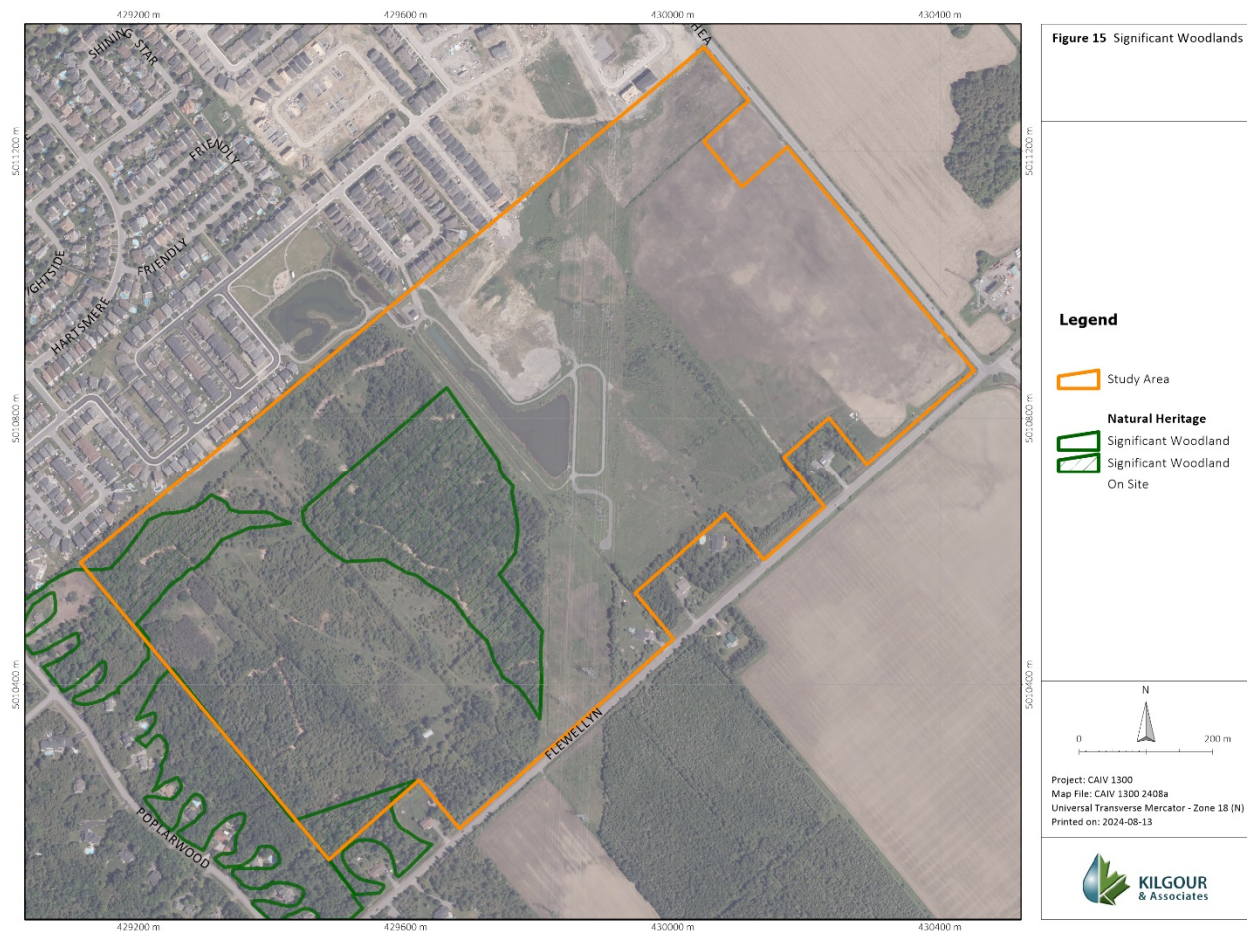 429200 m
429600 m
430000 m
430400 m
Figure 15 Significant Woodlands
SHINING STAR
HEA
FRIENDLY
5011200 m
5011200 m
FRIENDLY
GHTSIDE
HARTSMERE
Legend
Study Area
Natural Heritage
Significant Woodland
Significant Woodland
On Site
5010800 m
5010800 m
5010400 m
5010400 m
FLEWELLYN
POPLARWOOD
N
0 200 m
Project: CAIV 1300
Map File: CAIV 1300 2408a
Universal Transverse Mercator - Zone 18 (N)
Printed on: 2024-08-13
KILGOUR
& Associates
429200 m
429600 m
430000 m
430400 m